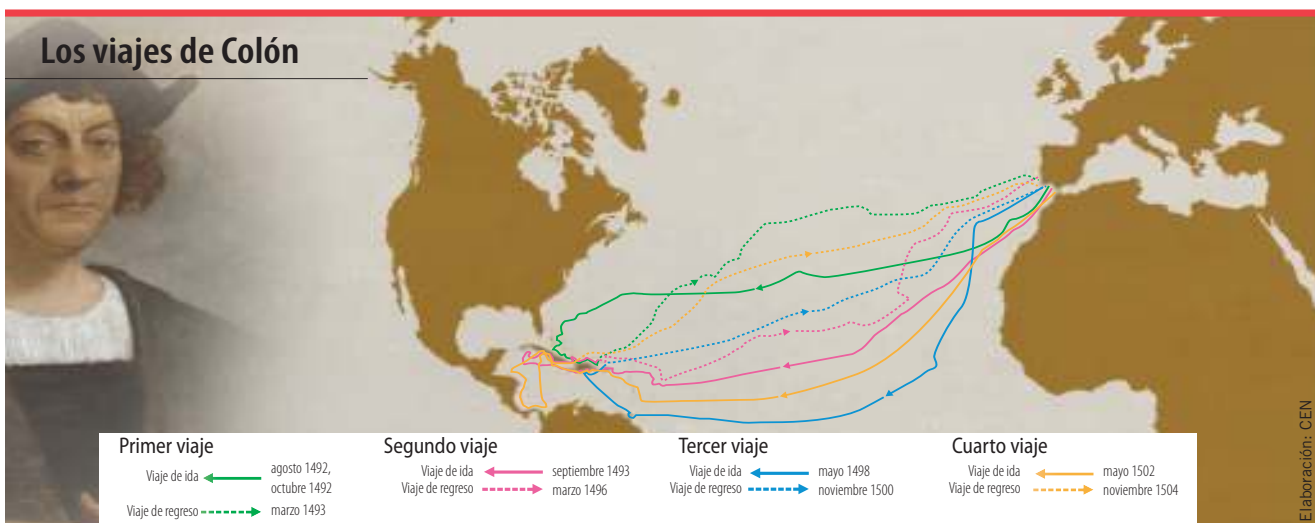 Los viajes de Colón
Primer viaje
Viaje de ida agosto 1492,
octubre 1492
Viaje de regreso marzo 1493
Segundo viaje
Viaje de ida septiembre 1493
Viaje de regreso marzo 1496
Tercer viaje
Viaje de ida mayo 1498
Viaje de regreso noviembre 1500
Cuarto viaje
Viaje de ida mayo 1502
Viaje de regreso noviembre 1504
Elaboración: CEN